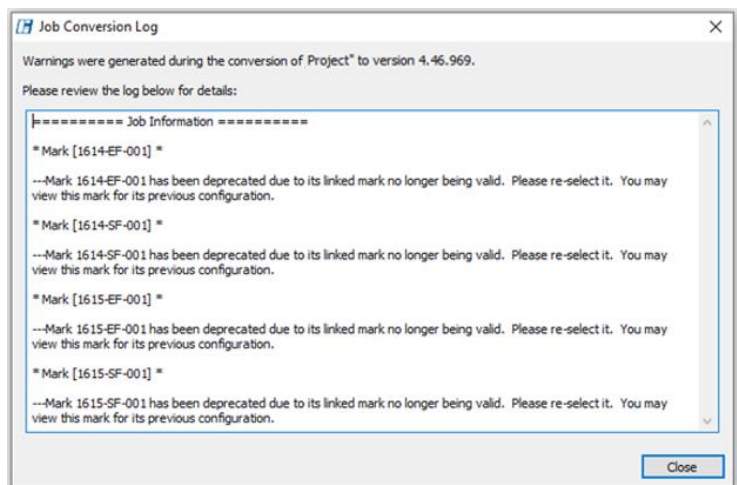 Job Conversion Log
Warnings were generated during the conversion of Project" to version 4.46.969.
Please review the log below for details:
========== Job Information ==========
* Mark [1614-EF-001] *
---Mark 1614-EF-001 has been deprecated due to its linked mark no longer being valid.  Please re-select it.  You may
view this mark for its previous configuration.
* Mark [1614-SF-001] *
---Mark 1614-SF-001 has been deprecated due to its linked mark no longer being valid.  Please re-select it.  You may
view this mark for its previous configuration.
* Mark [1615-EF-001] *
---Mark 1615-EF-001 has been deprecated due to its linked mark no longer being valid.  Please re-select it.  You may
view this mark for its previous configuration.
* Mark [1615-SF-001] *
---Mark 1615-SF-001 has been deprecated due to its linked mark no longer being valid.  Please re-select it.  You may
view this mark for its previous configuration.
Close